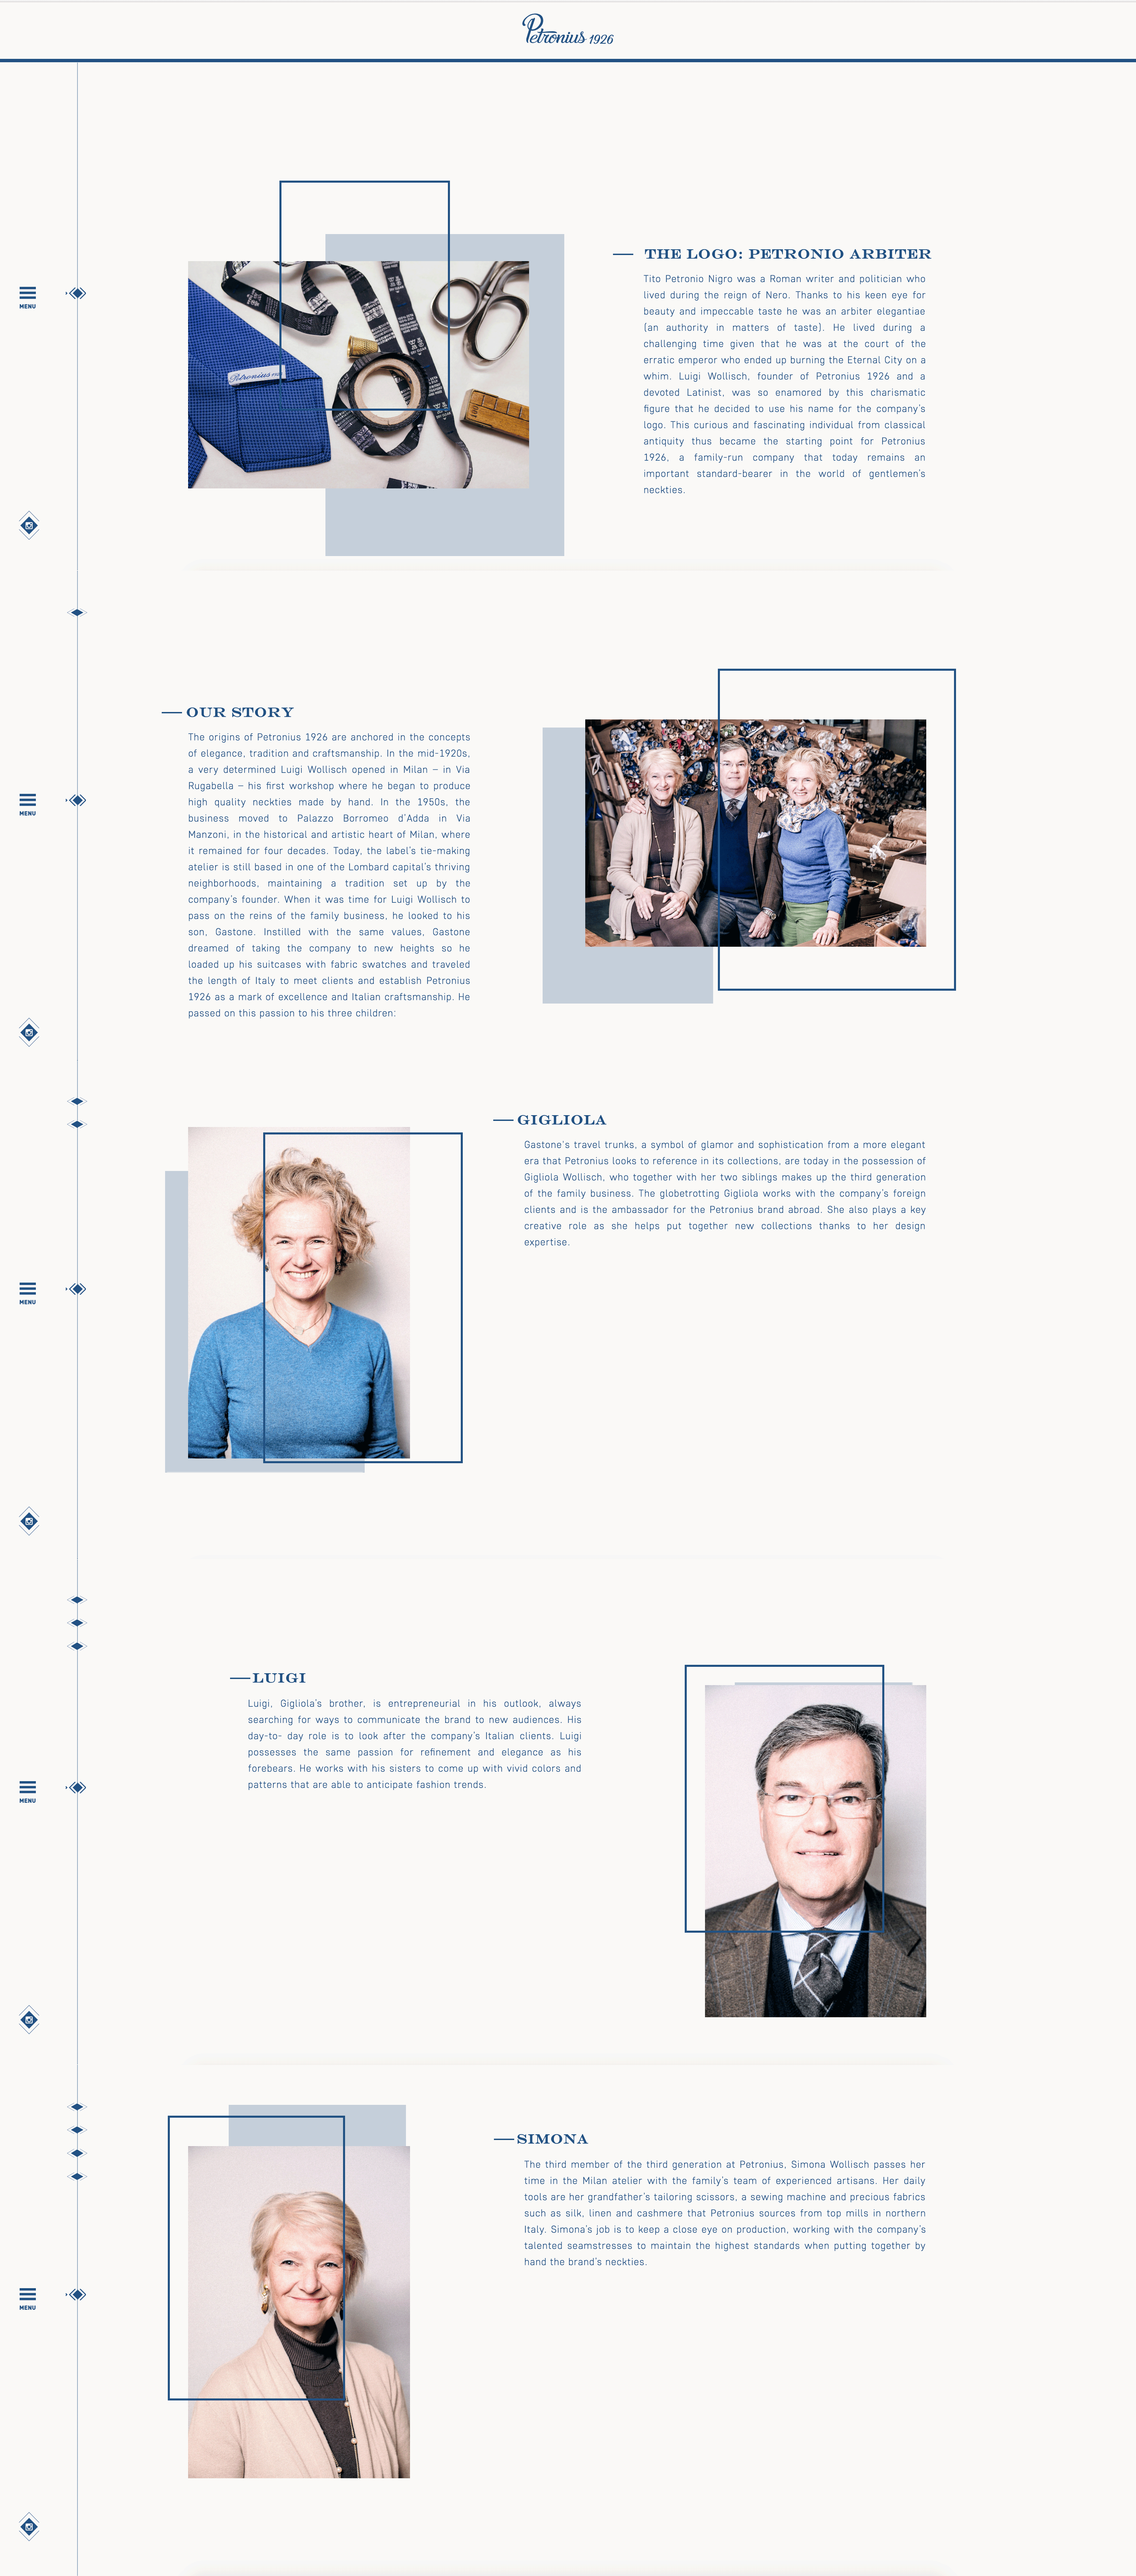 Petronius 1926
THE LOGO: PETRONIO ARBITER
Tito Petronio Nigro was a Roman writer and politician who
lived during the reign of Nero. Thanks to his keen eye for
beauty and impeccable taste he was an arbiter elegantiae
(an authority in matters of taste). He lived during a
challenging time given that he was at the court of the
erratic emperor who ended up burning the Eternal City on a
whim. Luigi Wollisch, founder of Petronius 1926 and a
devoted Latinist, was so enamored by this charismatic
figure that he decided to use his name for the company's
logo. This curious and fascinating individual from classical
antiquity thus became the starting point for Petronius
1926, a family-run company that today remains an
important standard-bearer in the world of gentlemen's
neckties.
Petronius
MENU
OUR STORY
The origins of Petronius 1926 are anchored in the concepts
of elegance, tradition and craftsmanship. In the mid-1920s,
a very determined Luigi Wollisch opened in Milan – in Via
Rugabella – his first workshop where he began to produce
high quality neckties made by hand. In the 1950s, the
business moved to Palazzo Borromeo d'Adda in Via
Manzoni, in the historical and artistic heart of Milan, where
it remained for four decades. Today, the label's tie-making
atelier is still based in one of the Lombard capital's thriving
neighborhoods, maintaining a tradition set up by the
company's founder. When it was time for Luigi Wollisch to
pass on the reins of the family business, he looked to his
son, Gastone. Instilled with the same values, Gastone
dreamed of taking the company to new heights so he
loaded up his suitcases with fabric swatches and traveled
the length of Italy to meet clients and establish Petronius
1926 as a mark of excellence and Italian craftsmanship. He
passed on this passion to his three children:
MENU
GIGLIOLA
Gastone's travel trunks, a symbol of glamor and sophistication from a more elegant
era that Petronius looks to reference in its collections, are today in the possession of
Gigliola Wollisch, who together with her two siblings makes up the third generation
of the family business. The globetrotting Gigliola works with the company's foreign
clients and is the ambassador for the Petronius brand abroad. She also plays a key
creative role as she helps put together new collections thanks to her design
expertise.
MENU
LUIGI
Luigi, Gigliola's brother, is entrepreneurial in his outlook, always
searching for ways to communicate the brand to new audiences. His
day-to- day role is to look after the company's Italian clients. Luigi
possesses the same passion for refinement and elegance as his
forebears. He works with his sisters to come up with vivid colors and
patterns that are able to anticipate fashion trends.
MENU
SIMONA
The third member of the third generation at Petronius, Simona Wollisch passes her
time in the Milan atelier with the family's team of experienced artisans. Her daily
tools are her grandfather's tailoring scissors, a sewing machine and precious fabrics
such as silk, linen and cashmere that Petronius sources from top mills in northern
Italy. Simona's job is to keep a close eye on production, working with the company's
talented seamstresses to maintain the highest standards when putting together by
hand the brand's neckties.
MENU